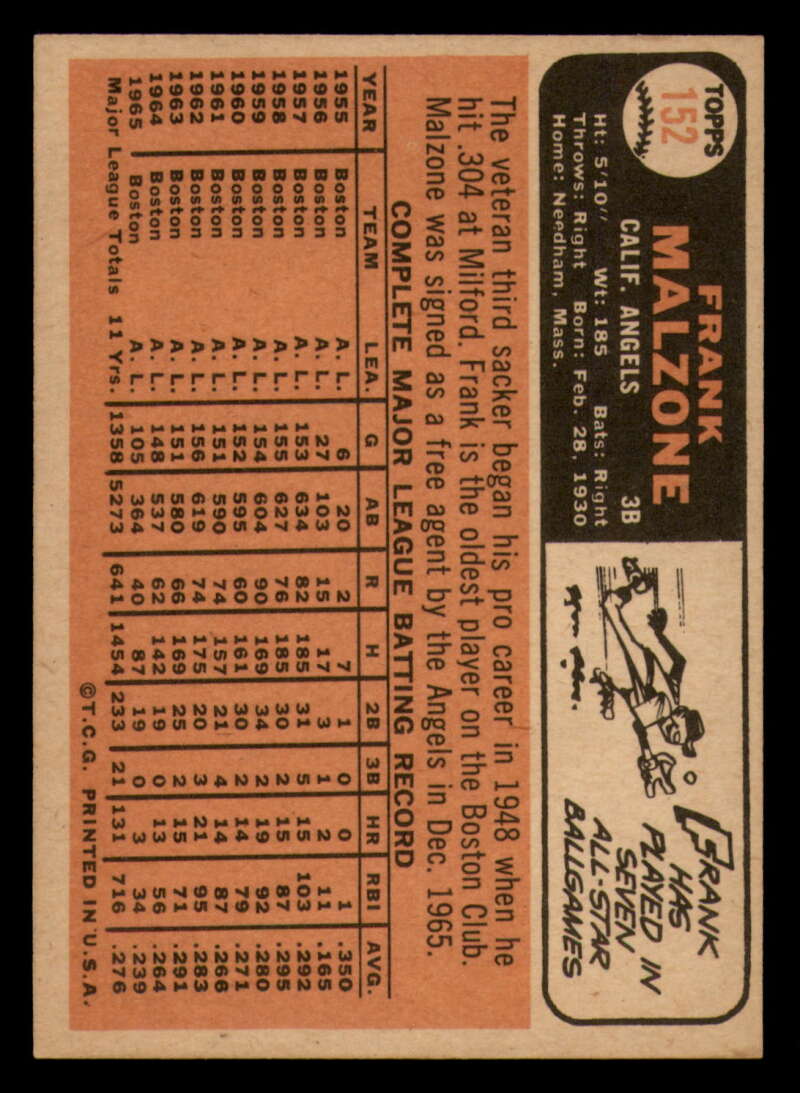 TOPPS
152
FRANK
MALZONE
CALIF. ANGELS 3B
Ht: 5'10" Wt: 185 Bats: Right
Throws: Right Born: Feb. 28, 1930
Home: Needham, Mass.
FRANK
HAS
PLAYED IN
SEVEN
ALL-STAR
BALLGAMES
The veteran third sacker began his pro career in 1948 when he
hit .304 at Milford. Frank is the oldest player on the Boston Club.
Malzone was signed as a free agent by the Angels in Dec. 1965.
COMPLETE MAJOR LEAGUE BATTING RECORD
YEAR TEAM LEA. G AB R H 2B 3B HR RBI AVG.
1955 Boston A. L. 6 20 2 7 1 0 0 1 .350
1956 Boston A. L. 27 103 15 17 3 1 2 11 .165
1957 Boston A. L. 153 634 82 185 31 5 15 103 .292
1958 Boston A. L. 155 627 76 185 30 2 15 87 .295
1959 Boston A. L. 154 604 90 169 34 2 19 92 .280
1960 Boston A. L. 152 595 60 161 30 2 14 79 .271
1961 Boston A. L. 151 590 74 157 21 4 14 87 .266
1962 Boston A. L. 156 619 74 175 20 3 21 95 .283
1963 Boston A. L. 151 580 66 169 25 2 15 71 .291
1964 Boston A. L. 148 537 62 142 19 0 13 56 .264
1965 Boston A. L. 105 364 40 87 19 0 3 34 .239
Major League Totals 11 Yrs. 1358 5273 641 1454 233 21 131 716 .276
©T.C.G. PRINTED IN U.S.A.